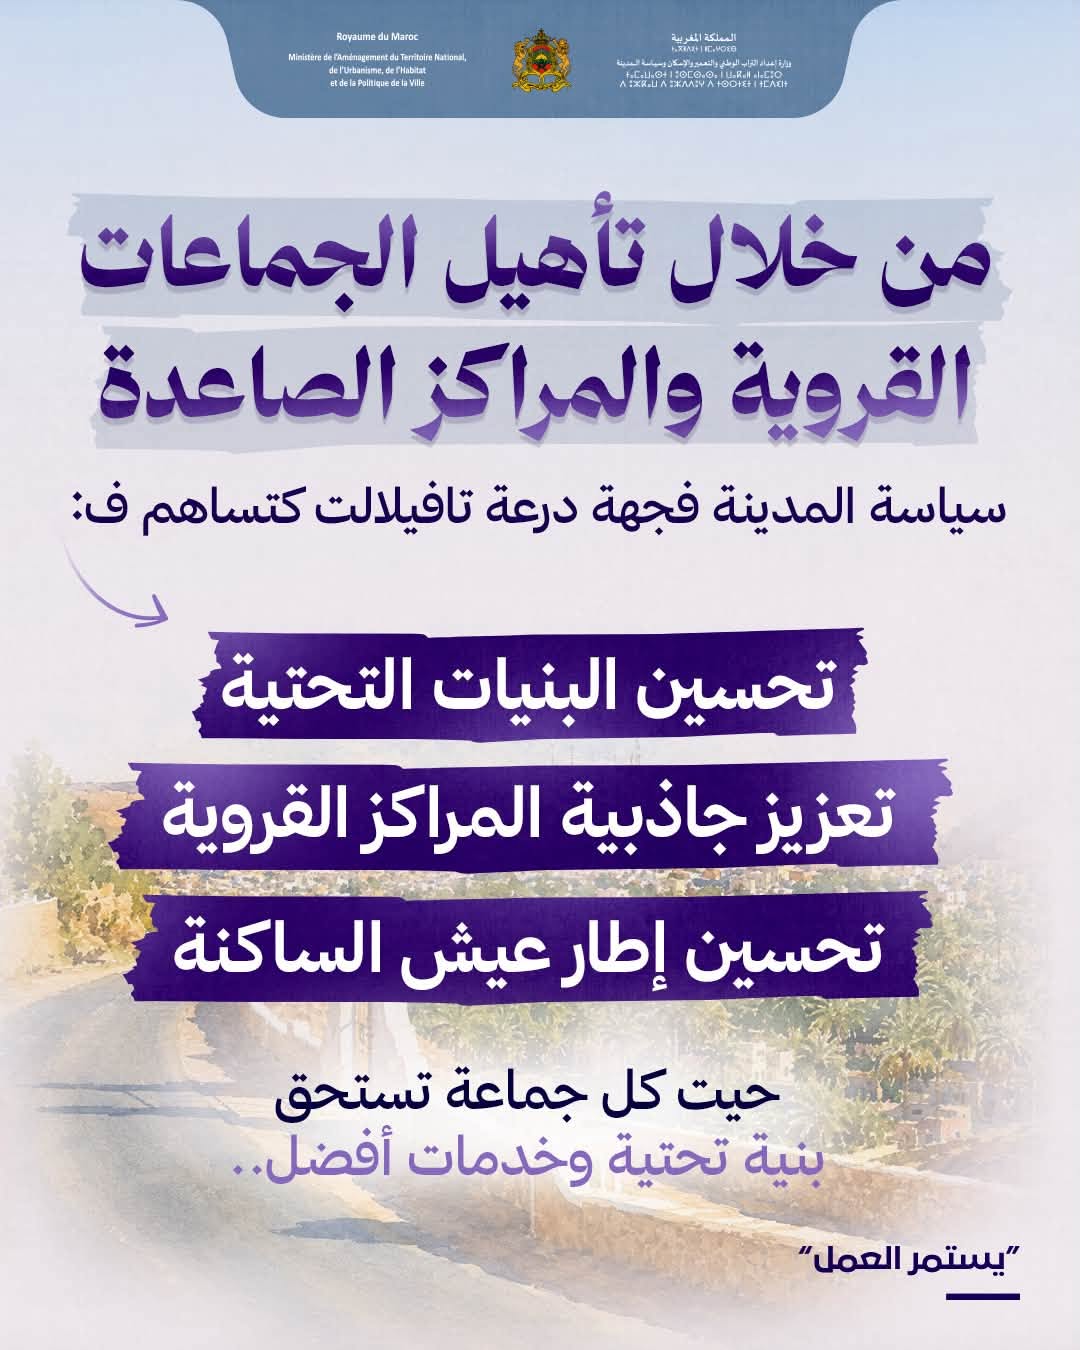 Royaume du Maroc
Ministère de l'Aménagement du Territoire National,
de l'Urbanisme, de l'Habitat
et de la Politique de la Ville
المملكة المغربية
ⵜⴰⴳⵍⴷⵉⵜ ⵏ ⵍⵎⵖⵔⵉⴱ
وزارة إعداد التراب الوطني والتعمير والإسكان وسياسة المدينة
من خلال تأهيل الجماعات
القروية والمراكز الصاعدة
سياسة المدينة فجهة درعة تافيلالت كتساهم ف:
تحسين البنيات التحتية
تعزيز جاذبية المراكز القروية
تحسين إطار عيش الساكنة
حيت كل جماعة تستحق
بنية تحتية وخدمات أفضل..
"يستمر العمل"